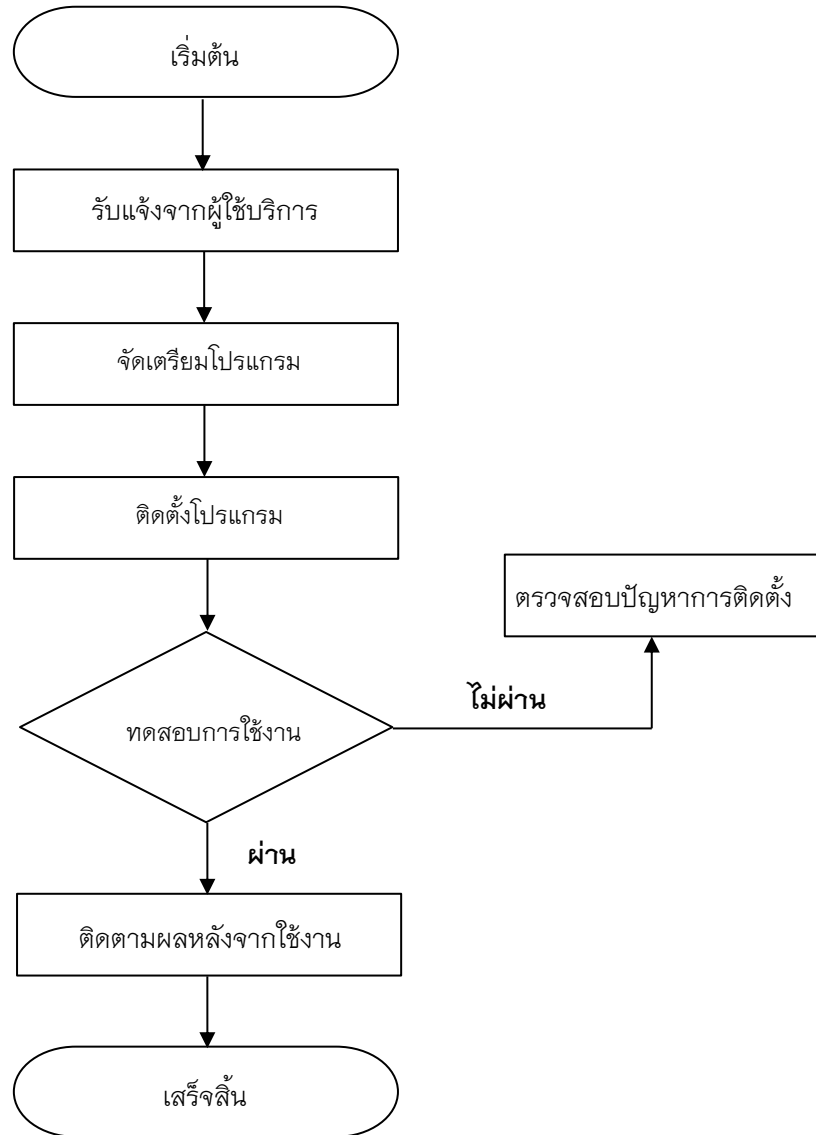 เริ่มต้น
รับแจ้งจากผู้ใช้บริการ
จัดเตรียมโปรแกรม
ติดตั้งโปรแกรม
ตรวจสอบปัญหาการติดตั้ง
ไม่ผ่าน
ทดสอบการใช้งาน
ผ่าน
ติดตามผลหลังจากใช้งาน
เสร็จสิ้น